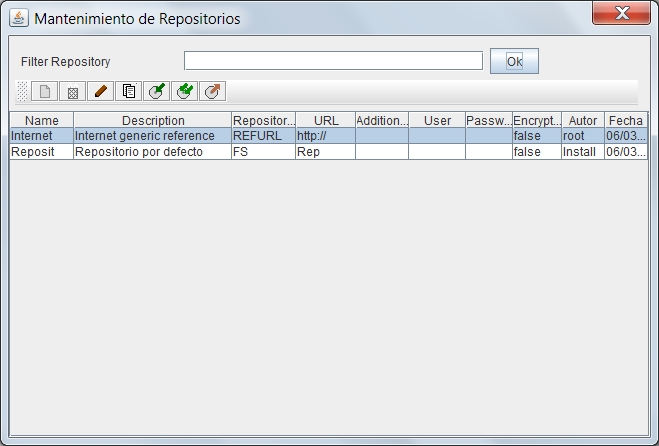 Mantenimiento de Repositorios
Filter Repository Ok
Name Description Repositor... URL Addition... User Passw... Encrypt... Autor Fecha
Internet Internet generic reference REFURL http:// false root 06/03...
Reposit Repositorio por defecto FS Rep false Install 06/03...